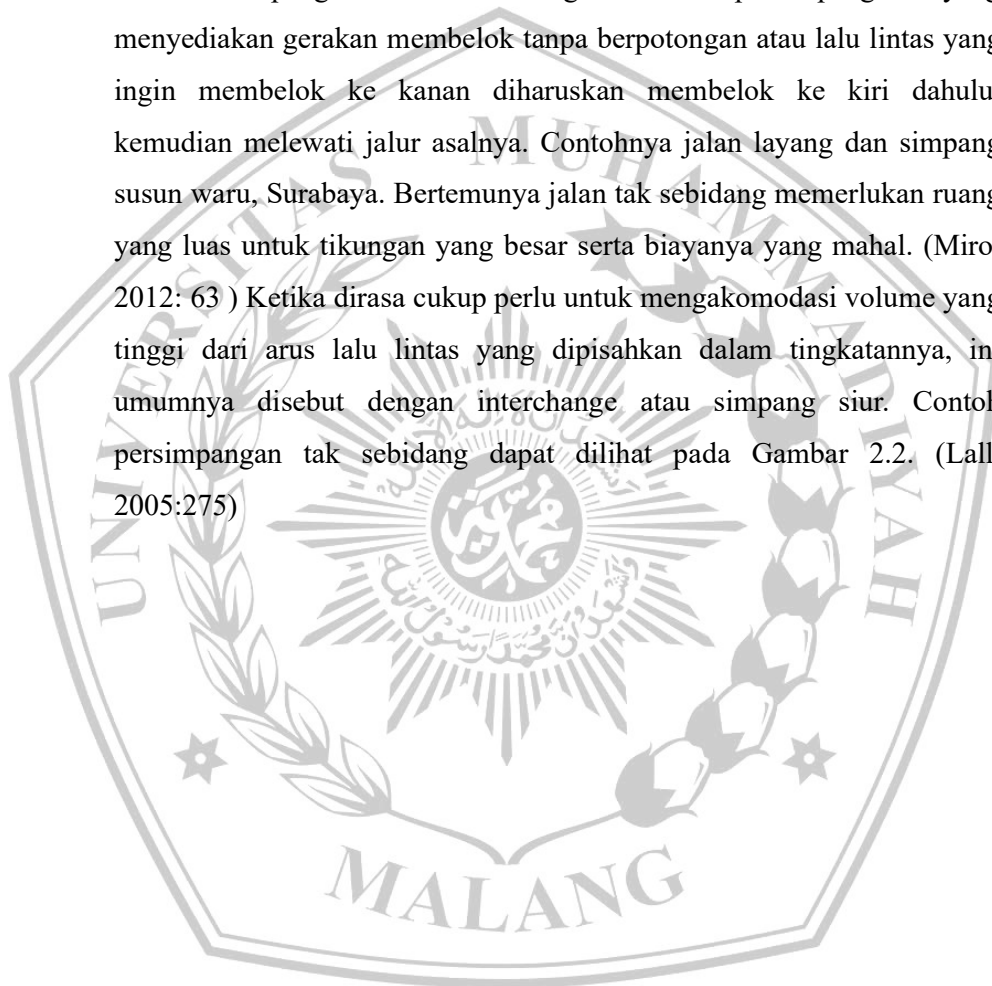 menyediakan gerakan membelok tanpa berpotongan atau lalu lintas yang
ingin membelok ke kanan diharuskan membelok ke kiri dahulu
kemudian melewati jalur asalnya. Contohnya jalan layang dan simpang
susun waru, Surabaya. Bertemunya jalan tak sebidang memerlukan ruang
yang luas untuk tikungan yang besar serta biayanya yang mahal. (Miro
2012: 63 ) Ketika dirasa cukup perlu untuk mengakomodasi volume yang
tinggi dari arus lalu lintas yang dipisahkan dalam tingkatannya, in
umumnya disebut dengan interchange atau simpang siur. Contoh
persimpangan tak sebidang dapat dilihat pada Gambar 2.2. (Lall
2005:275)
UNIVERSITAS MUHAMMADIYAH
MALANG